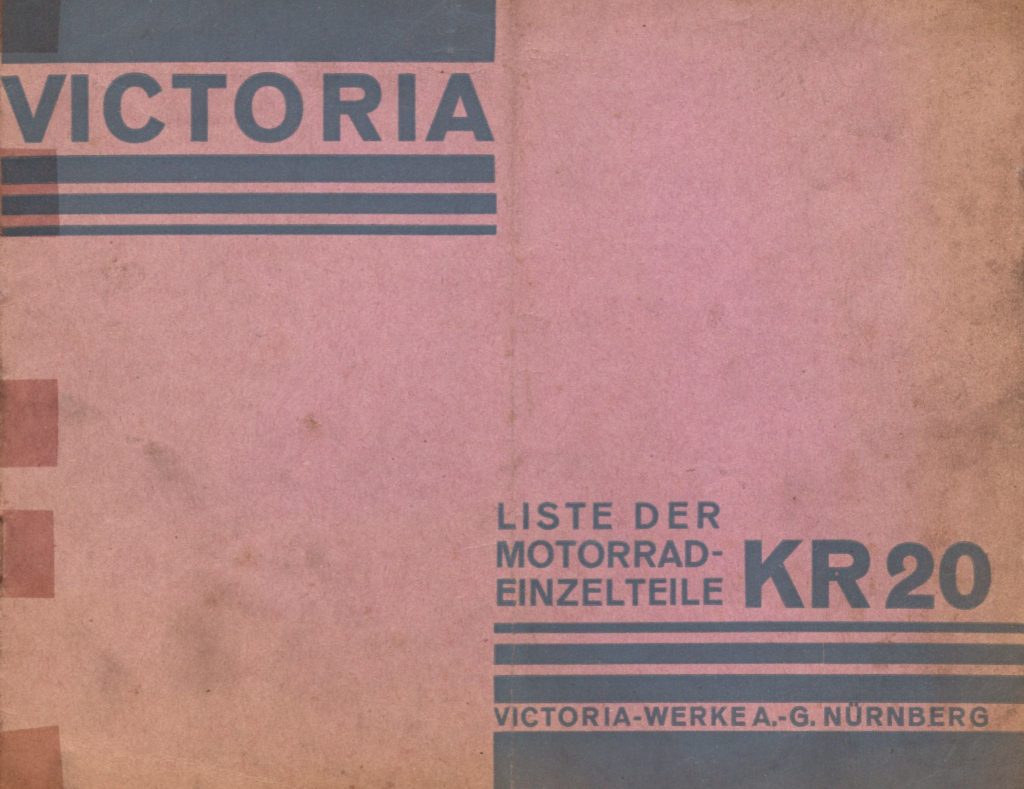 VICTORIA
LISTE DER
MOTORRAD-
EINZELTEILE KR 20
VICTORIA-WERKE A.-G. NÜRNBERG